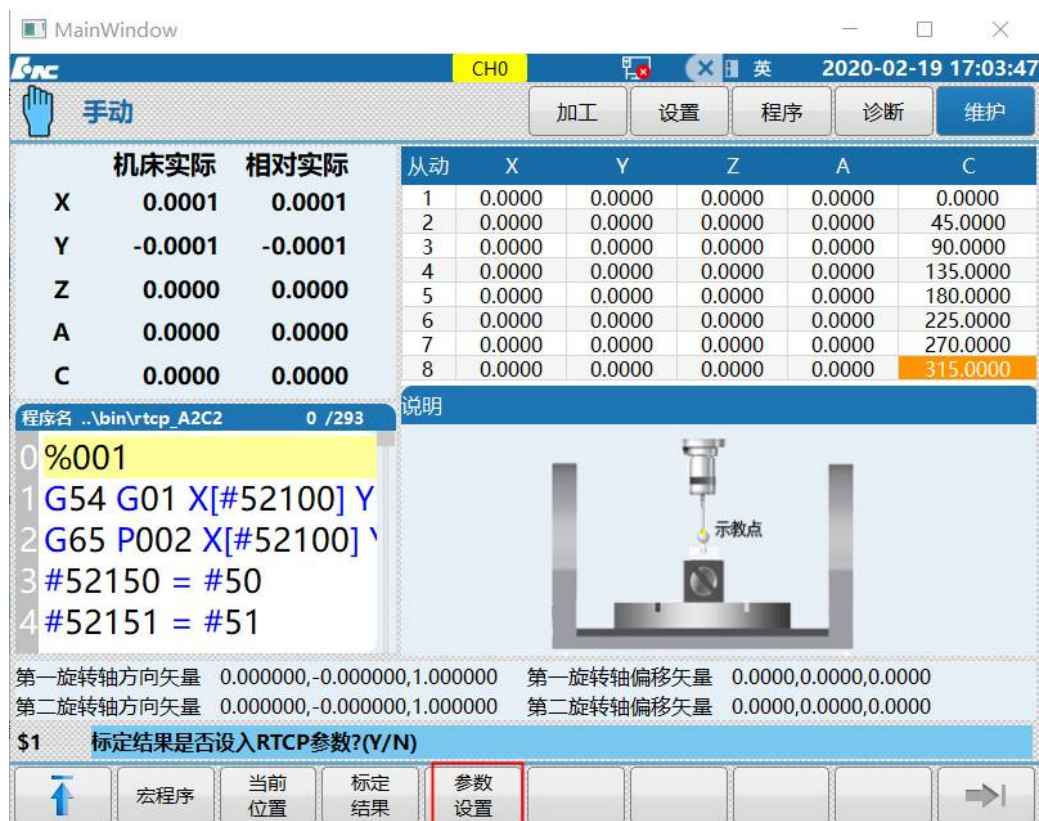 MainWindow
CH0 英 2020-02-19 17:03:47
手动 加工 设置 程序 诊断 维护
机床实际 相对实际
X 0.0001 0.0001
Y -0.0001 -0.0001
Z 0.0000 0.0000
A 0.0000 0.0000
C 0.0000 0.0000
从动 X Y Z A C
1 0.0000 0.0000 0.0000 0.0000 0.0000
2 0.0000 0.0000 0.0000 0.0000 45.0000
3 0.0000 0.0000 0.0000 0.0000 90.0000
4 0.0000 0.0000 0.0000 0.0000 135.0000
5 0.0000 0.0000 0.0000 0.0000 180.0000
6 0.0000 0.0000 0.0000 0.0000 225.0000
7 0.0000 0.0000 0.0000 0.0000 270.0000
8 0.0000 0.0000 0.0000 0.0000 315.0000
程序名 ..\bin\rtcp_A2C2 0 /293
0 %001
1 G54 G01 X[#52100] Y
2 G65 P002 X[#52100]
3 #52150 = #50
4 #52151 = #51
说明
示教点
第一旋转轴方向矢量 0.000000,-0.000000,1.000000 第一旋转轴偏移矢量 0.0000,0.0000,0.0000
第二旋转轴方向矢量 0.000000,-0.000000,1.000000 第二旋转轴偏移矢量 0.0000,0.0000,0.0000
$1 标定结果是否设入RTCP参数?(Y/N)
宏程序 当前位置 标定结果 参数设置